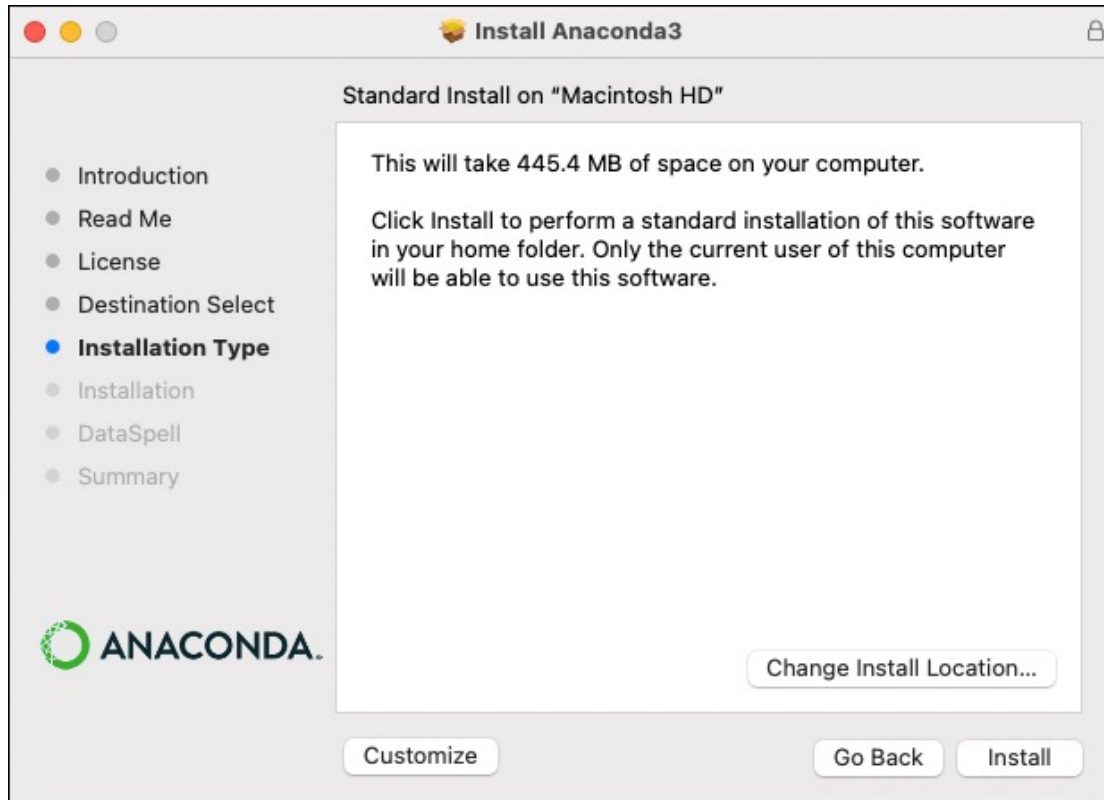 Install Anaconda3
Standard Install on “Macintosh HD”
Introduction
Read Me
License
Destination Select
Installation Type
Installation
DataSpell
Summary
This will take 445.4 MB of space on your computer.
Click Install to perform a standard installation of this software
in your home folder. Only the current user of this computer
will be able to use this software.
ANACONDA.
Change Install Location...
Customize
Go Back
Install